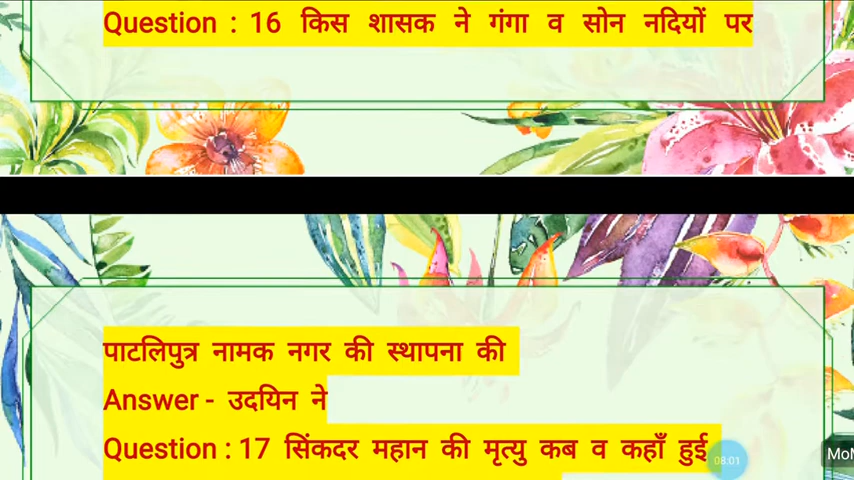 Question : 16 किस शासक ने गंगा व सोन नदियों पर
पाटलिपुत्र नामक नगर की स्थापना की
Answer - उदयिन ने
Question : 17 सिंकदर महान की मृत्यु कब व कहाँ हुई
08:01